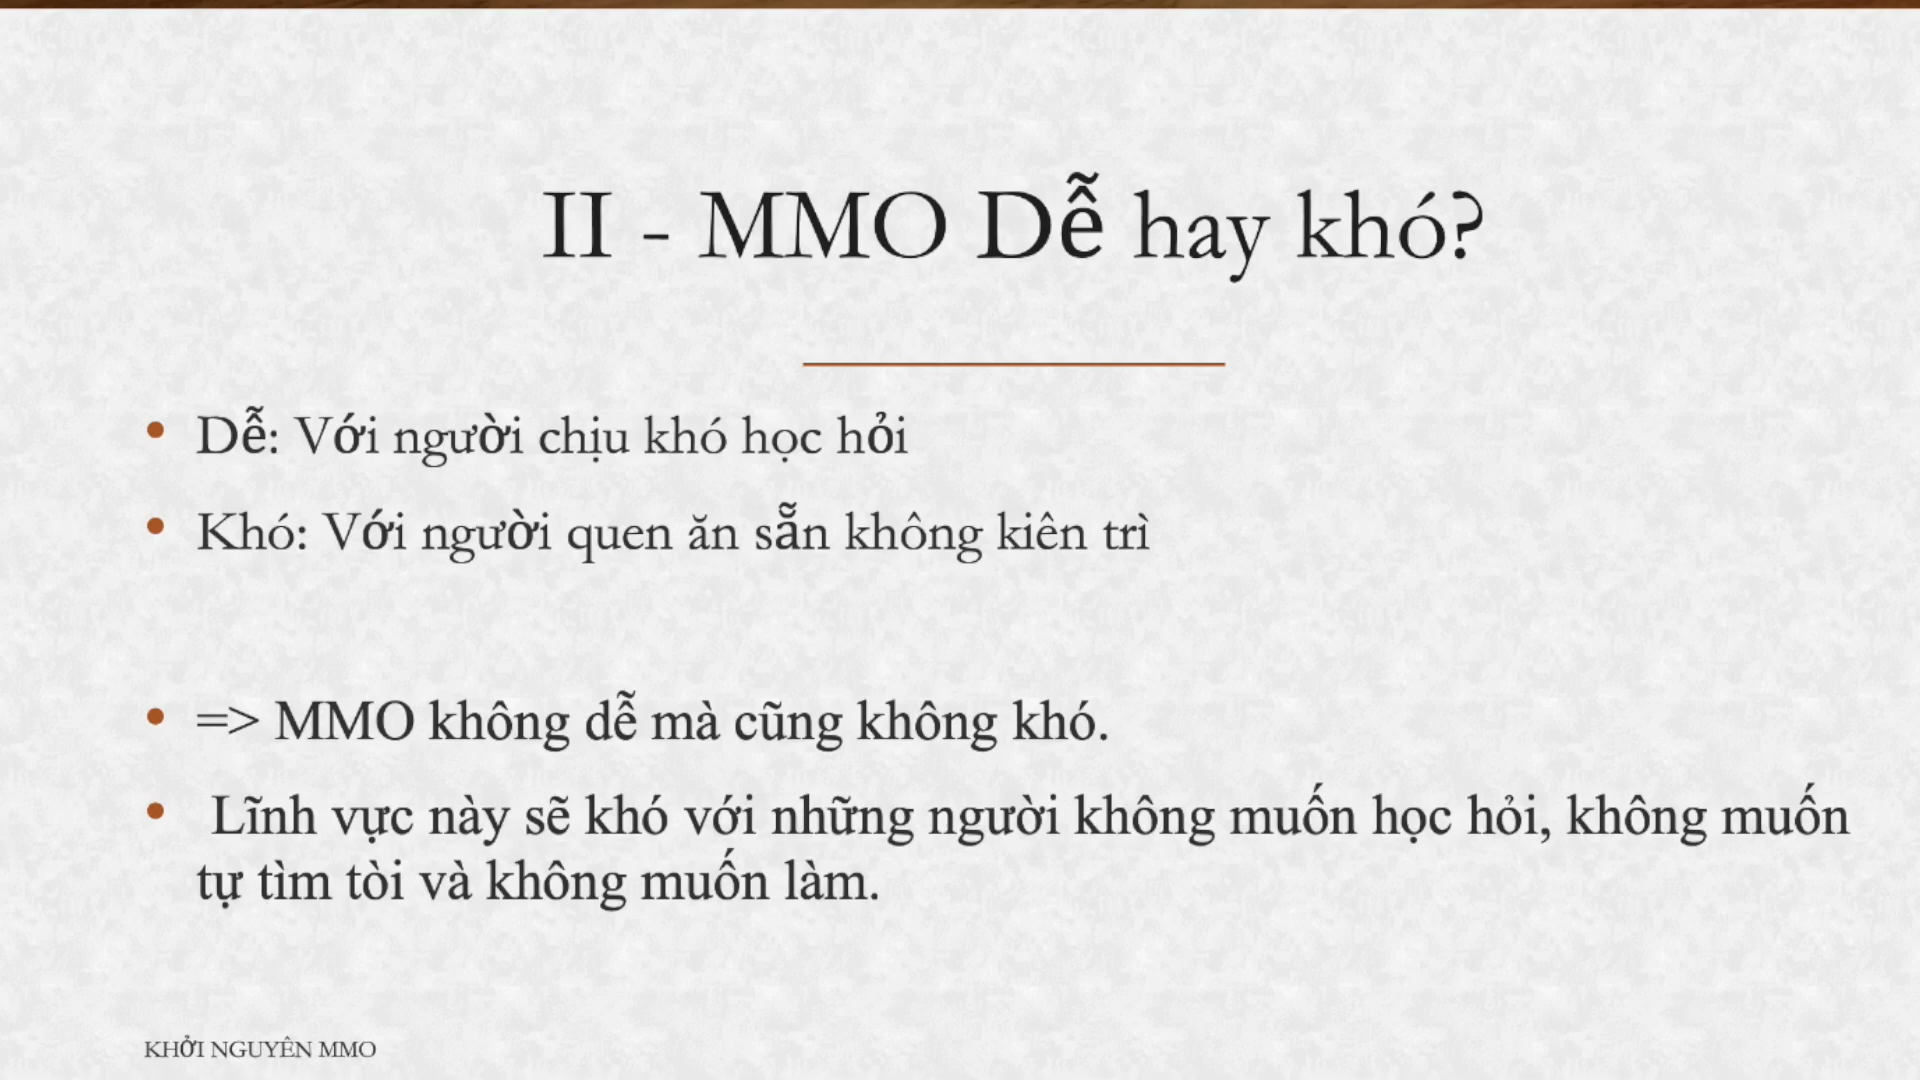 II - MMO Dễ hay khó?
• Dễ: Với người chịu khó học hỏi
• Khó: Với người quen ăn sẵn không kiên trì
• => MMO không dễ mà cũng không khó.
• Lĩnh vực này sẽ khó với những người không muốn học hỏi, không muốn
tự tìm tòi và không muốn làm.
KHỞI NGUYÊN MMO